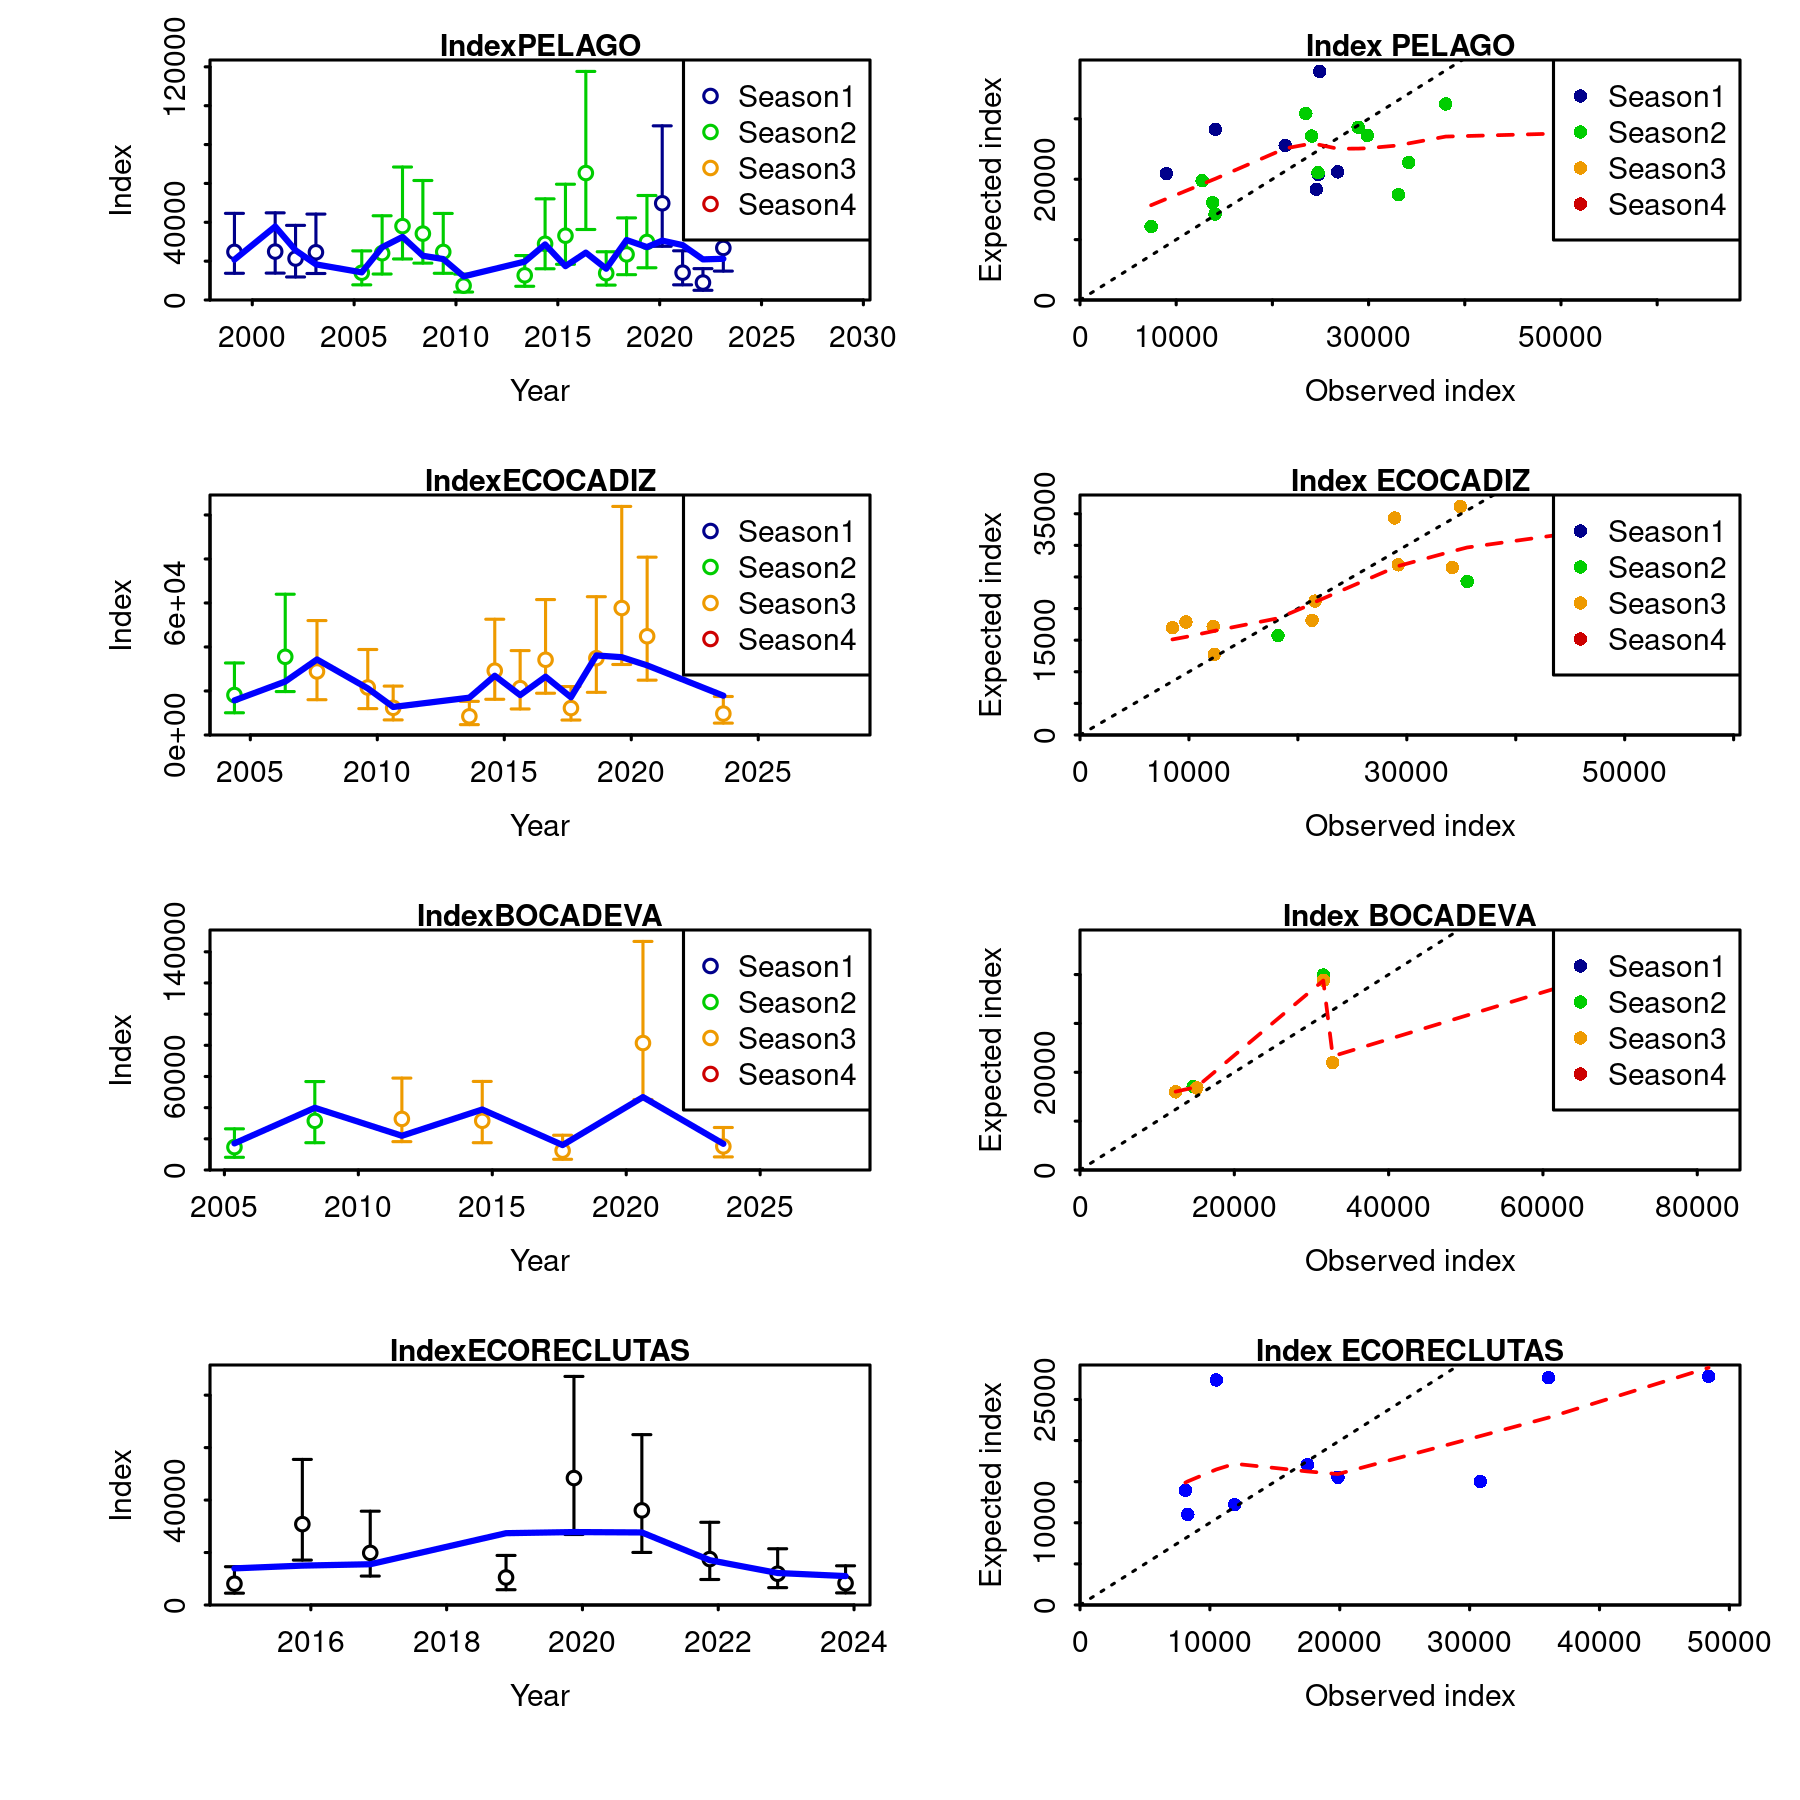 IndexPELAGO
Index
0 40000 120000
Season1
Season2
Season3
Season4
2000 2005 2010 2015 2020 2025 2030
Year
Index PELAGO
Expected index
0 20000
Season1
Season2
Season3
Season4
0 10000 30000 50000
Observed index
IndexECOCADIZ
Index
0e+00 6e+04
Season1
Season2
Season3
Season4
2005 2010 2015 2020 2025
Year
Index ECOCADIZ
Expected index
0 15000 35000
Season1
Season2
Season3
Season4
0 10000 30000 50000
Observed index
IndexBOCADEVA
Index
0 60000 140000
Season1
Season2
Season3
Season4
2005 2010 2015 2020 2025
Year
Index BOCADEVA
Expected index
0 20000
Season1
Season2
Season3
Season4
0 20000 40000 60000 80000
Observed index
IndexECORECLUTAS
Index
0 40000
2016 2018 2020 2022 2024
Year
Index ECORECLUTAS
Expected index
0 10000 25000
0 10000 20000 30000 40000 50000
Observed index